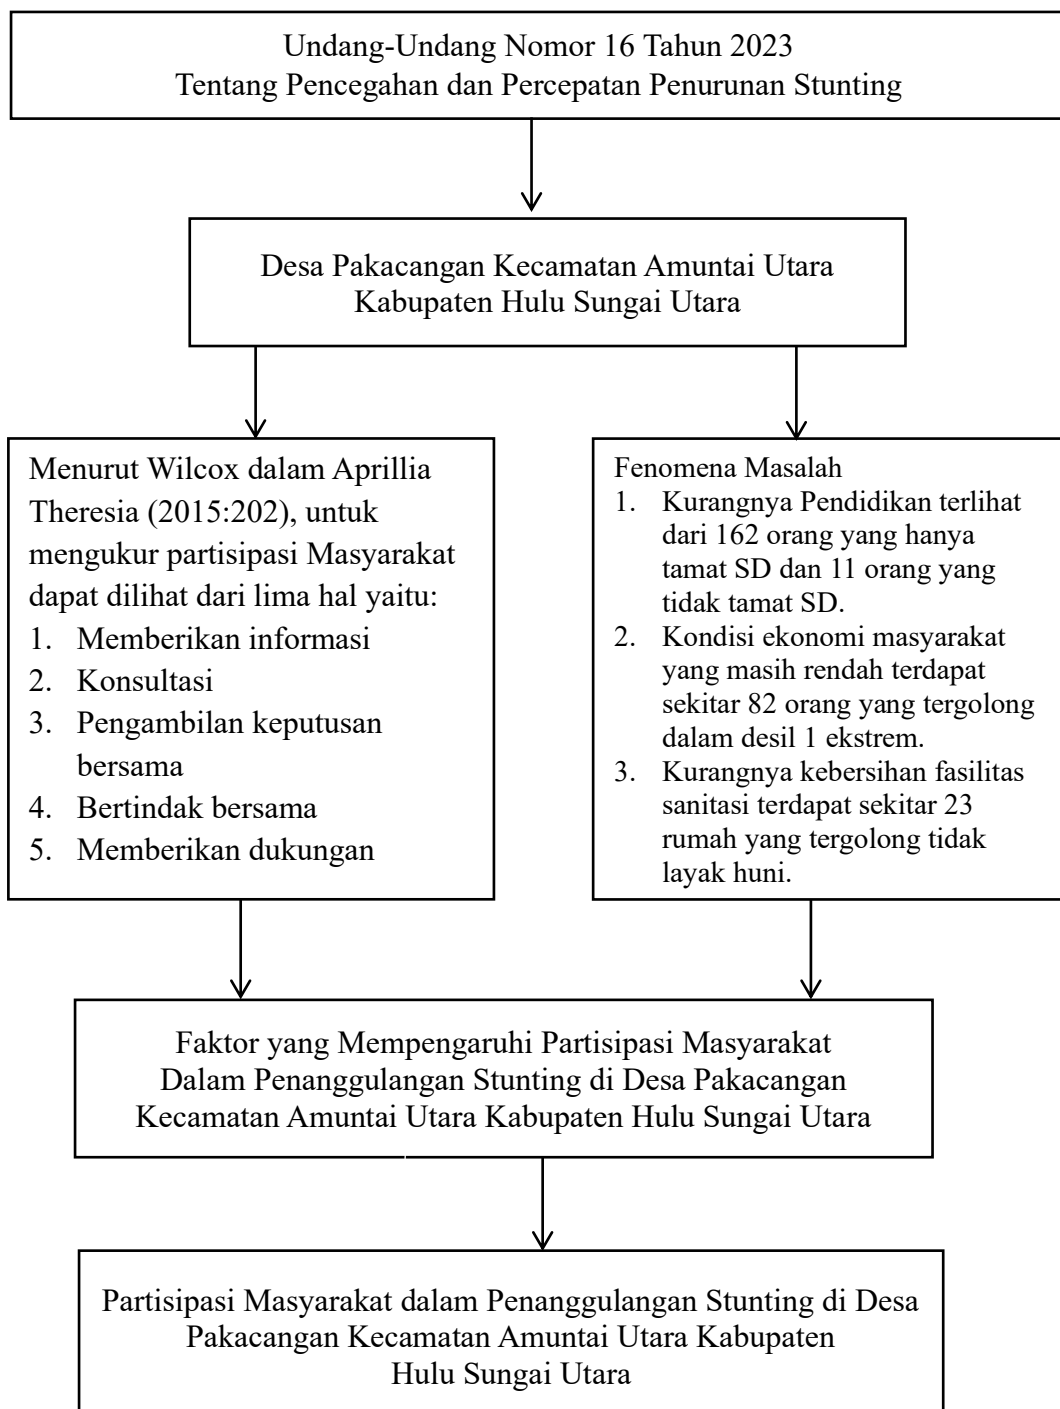 Undang-Undang Nomor 16 Tahun 2023
Tentang Pencegahan dan Percepatan Penurunan Stunting
Desa Pakacangan Kecamatan Amuntai Utara
Kabupaten Hulu Sungai Utara
Menurut Wilcox dalam Aprillia
Theresia (2015:202), untuk
mengukur partisipasi Masyarakat
dapat dilihat dari lima hal yaitu:
1. Memberikan informasi
2. Konsultasi
3. Pengambilan keputusan
bersama
4. Bertindak bersama
5. Memberikan dukungan
Fenomena Masalah
1. Kurangnya Pendidikan terlihat
dari 162 orang yang hanya
tamat SD dan 11 orang yang
tidak tamat SD.
2. Kondisi ekonomi masyarakat
yang masih rendah terdapat
sekitar 82 orang yang tergolong
dalam desil 1 ekstrem.
3. Kurangnya kebersihan fasilitas
sanitasi terdapat sekitar 23
rumah yang tergolong tidak
layak huni.
Faktor yang Mempengaruhi Partisipasi Masyarakat
Dalam Penanggulangan Stunting di Desa Pakacangan
Kecamatan Amuntai Utara Kabupaten Hulu Sungai Utara
Partisipasi Masyarakat dalam Penanggulangan Stunting di Desa
Pakacangan Kecamatan Amuntai Utara Kabupaten
Hulu Sungai Utara